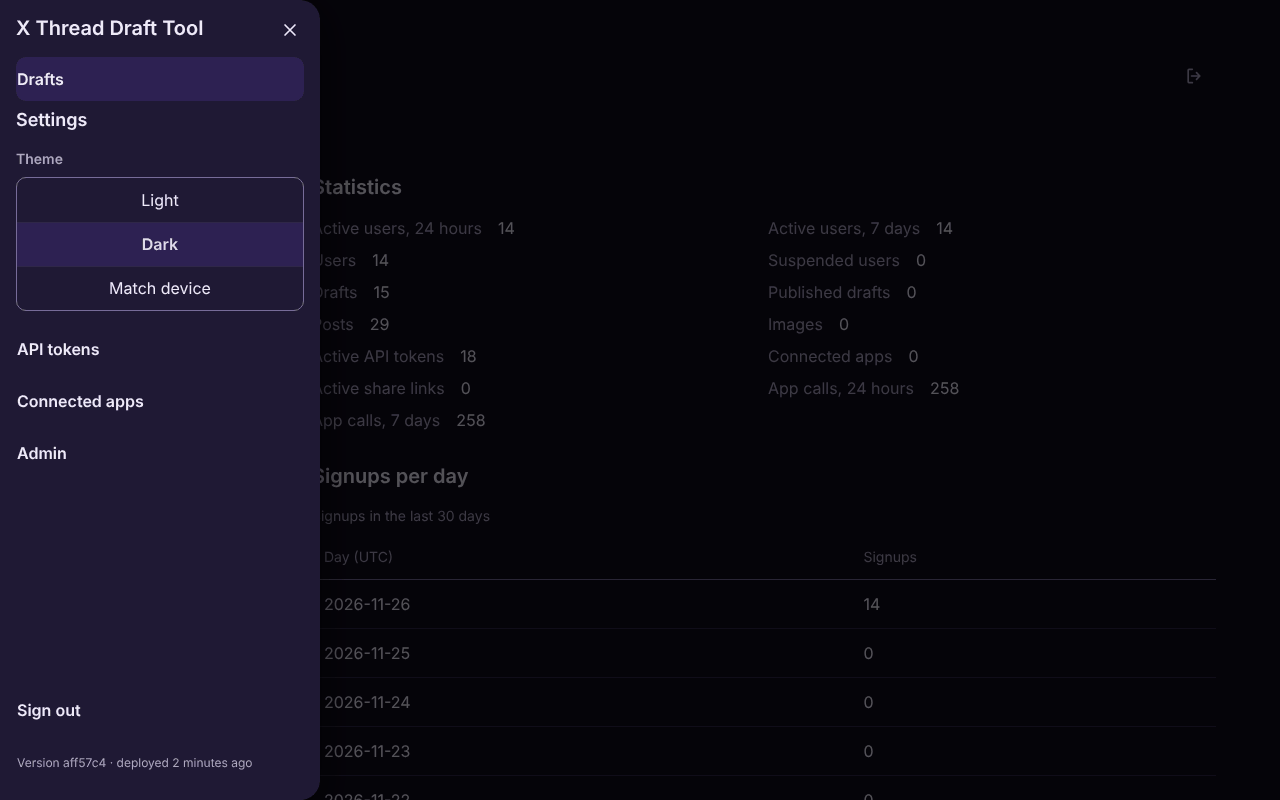 X Thread Draft Tool
Drafts
Settings
Theme
Light
Dark
Match device
API tokens
Connected apps
Admin
Sign out
Version aff57c4 · deployed 2 minutes ago
Statistics
Active users, 24 hours 14
Active users, 7 days 14
Users 14
Suspended users 0
Drafts 15
Published drafts 0
Posts 29
Images 0
Active API tokens 18
Connected apps 0
Active share links 0
App calls, 24 hours 258
App calls, 7 days 258
Signups per day
Signups in the last 30 days
Day (UTC) Signups
2026-11-26 14
2026-11-25 0
2026-11-24 0
2026-11-23 0
2026-11-22 0